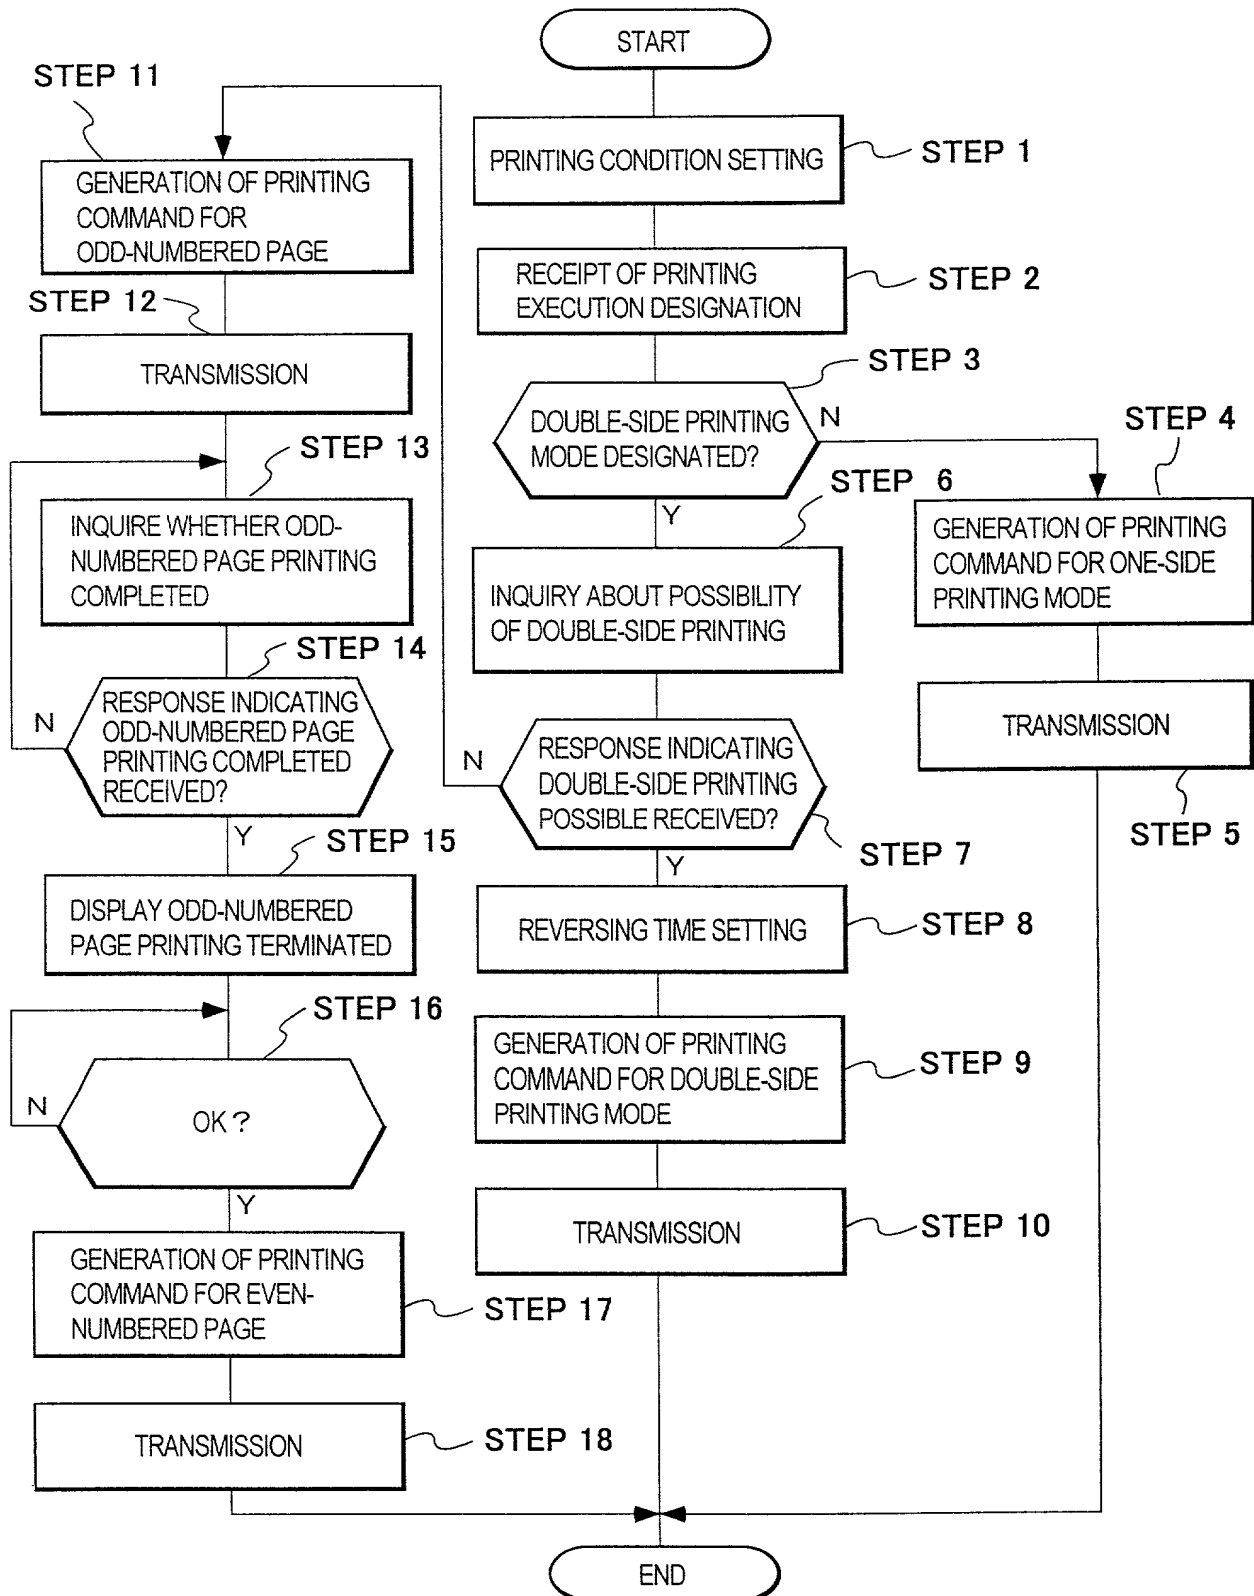 START
STEP 11
PRINTING CONDITION SETTING
STEP 1
GENERATION OF PRINTING
COMMAND FOR
ODD-NUMBERED PAGE
RECEIPT OF PRINTING
EXECUTION DESIGNATION
STEP 2
STEP 12
TRANSMISSION
STEP 3
DOUBLE-SIDE PRINTING
MODE DESIGNATED?
N
Y
STEP 4
GENERATION OF PRINTING
COMMAND FOR ONE-SIDE
PRINTING MODE
TRANSMISSION
STEP 5
STEP 13
INQUIRE WHETHER ODD-
NUMBERED PAGE PRINTING
COMPLETED
STEP 6
INQUIRY ABOUT POSSIBILITY
OF DOUBLE-SIDE PRINTING
STEP 14
RESPONSE INDICATING
ODD-NUMBERED PAGE
PRINTING COMPLETED
RECEIVED?
N
Y
RESPONSE INDICATING
DOUBLE-SIDE PRINTING
POSSIBLE RECEIVED?
N
Y
STEP 7
STEP 15
DISPLAY ODD-NUMBERED
PAGE PRINTING TERMINATED
REVERSING TIME SETTING
STEP 8
STEP 16
OK?
N
Y
GENERATION OF PRINTING
COMMAND FOR DOUBLE-SIDE
PRINTING MODE
STEP 9
TRANSMISSION
STEP 10
GENERATION OF PRINTING
COMMAND FOR EVEN-
NUMBERED PAGE
STEP 17
TRANSMISSION
STEP 18
END